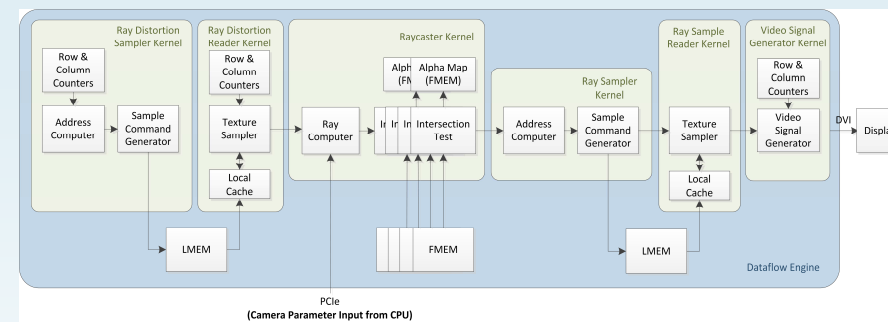 Ray Distortion
Sampler Kernel
Row &
Column
Counters
Address
Computer
Sample
Command
Generator
Ray Distortion
Reader Kernel
Row &
Column
Counters
Texture
Sampler
Local
Cache
LMEM
Raycaster Kernel
Alpha Map
(FMEM)
Ray
Computer
Intersection
Test
FMEM
Ray Sampler
Kernel
Address
Computer
Sample
Command
Generator
LMEM
Ray Sample
Reader Kernel
Texture
Sampler
Local
Cache
Video Signal
Generator Kernel
Row &
Column
Counters
Video
Signal
Generator
DVI
Dataflow Engine
PCIe
(Camera Parameter Input from CPU)